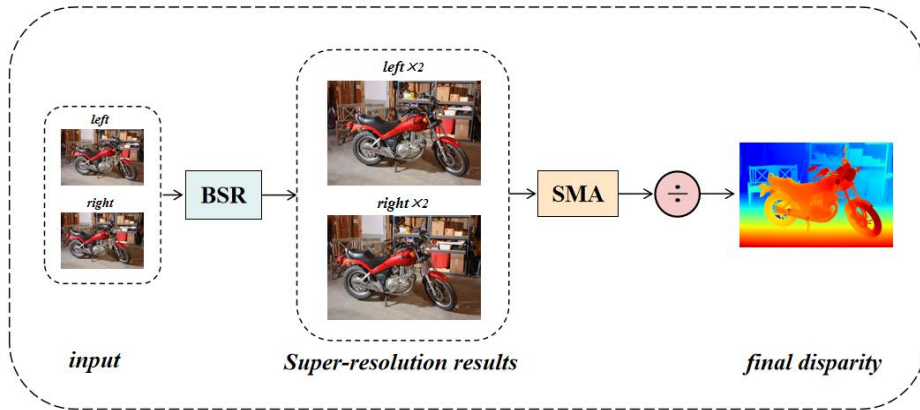 left
right
BSR
left×2
right×2
SMA
÷
input
Super-resolution results
final disparity